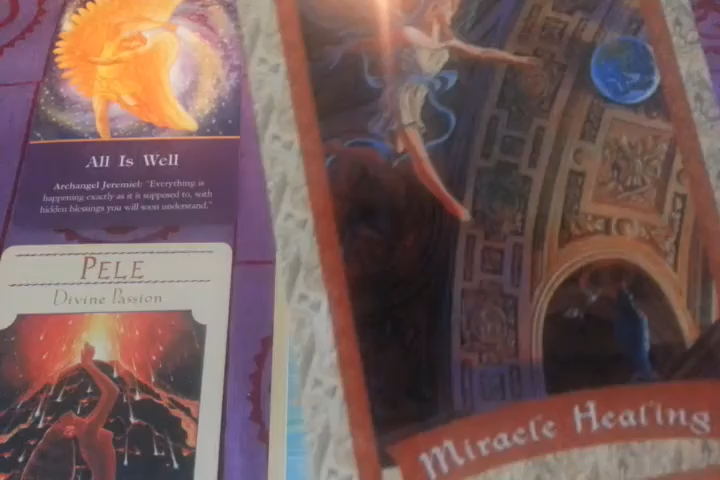 All Is Well
Archangel Jeremiel: "Everything is
happening exactly as it is supposed to, with
hidden blessings you will soon understand."
PELE
Divine Passion
Miracle Healing